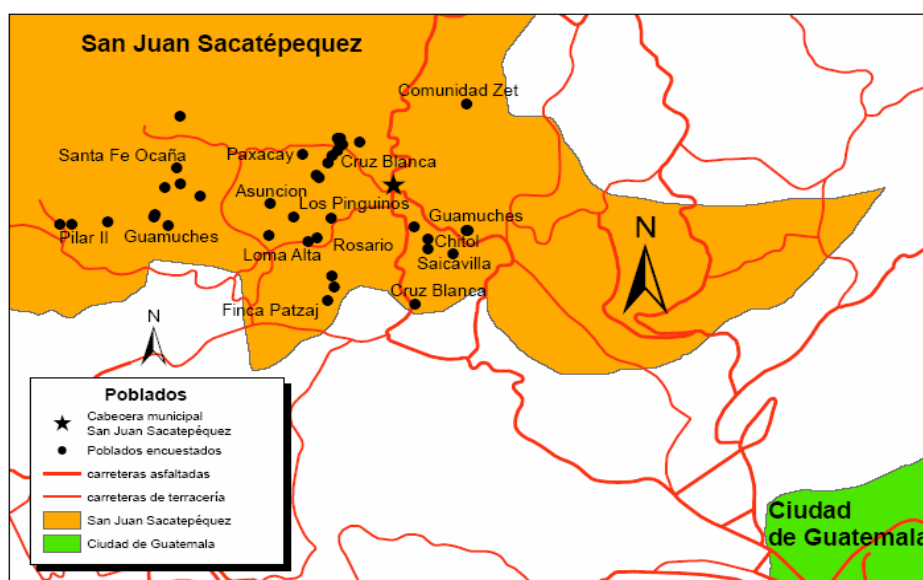 San Juan Sacatépequez
Comunidad Zet
Santa Fe Ocaña
Paxacay
Cruz Blanca
Asuncion
Los Pinguinos
Guamuches
Pilar II
Guamuches
Rosario
Chitol
Loma Alta
Saicavilla
Finca Patzaj
Cruz Blanca
N
N
Poblados
Cabecera municipal
San Juan Sacatepéquez
Poblados encuestados
carreteras asfaltadas
carreteras de terracería
San Juan Sacatepéquez
Ciudad de Guatemala
Ciudad
de Guatemala